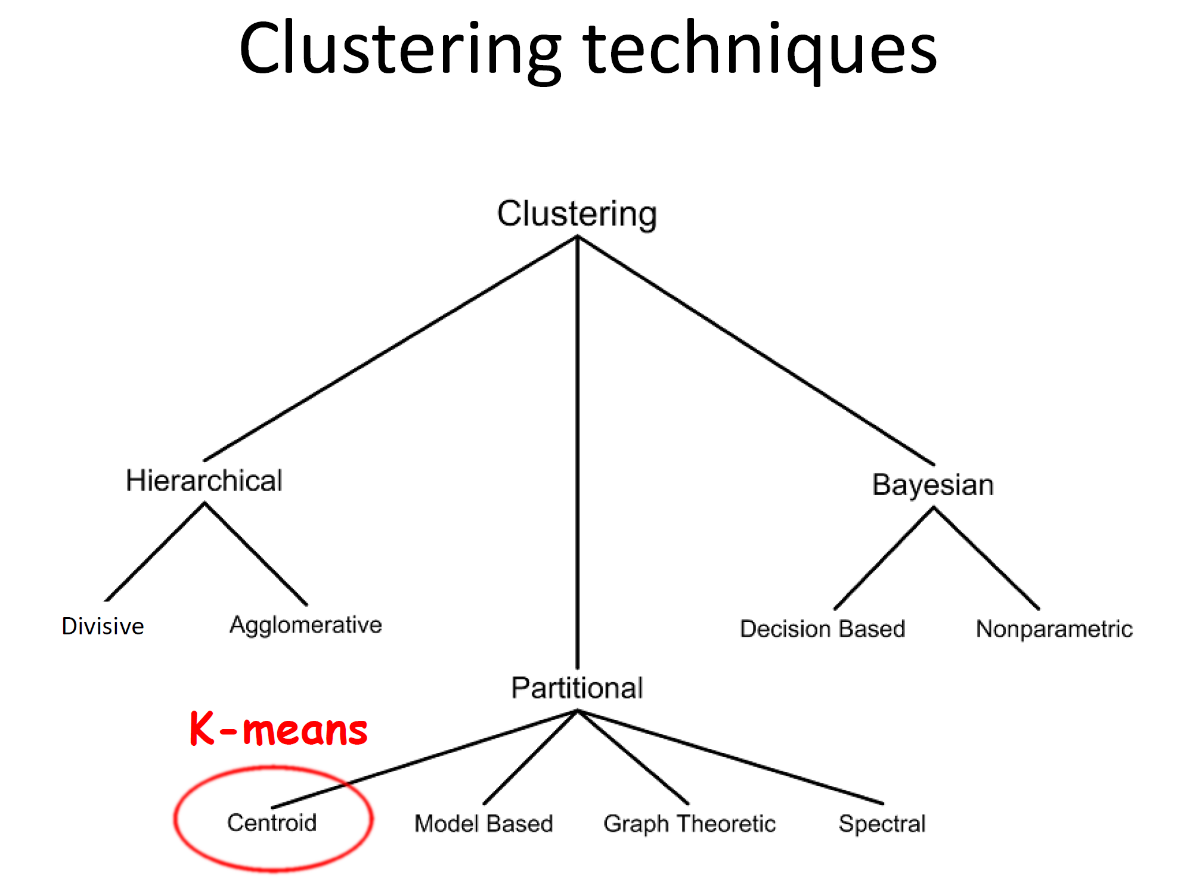 Clustering techniques
Clustering
Hierarchical
Bayesian
Divisive
Agglomerative
Decision Based
Nonparametric
Partitional
K-means
Centroid
Model Based
Graph Theoretic
Spectral